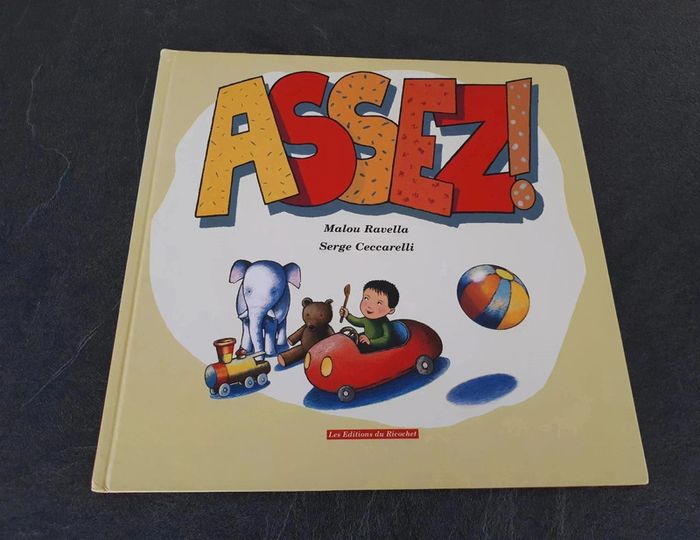 ASSEZ!
Malou Ravella
Serge Ceccarelli
Les Editions du Ricochet